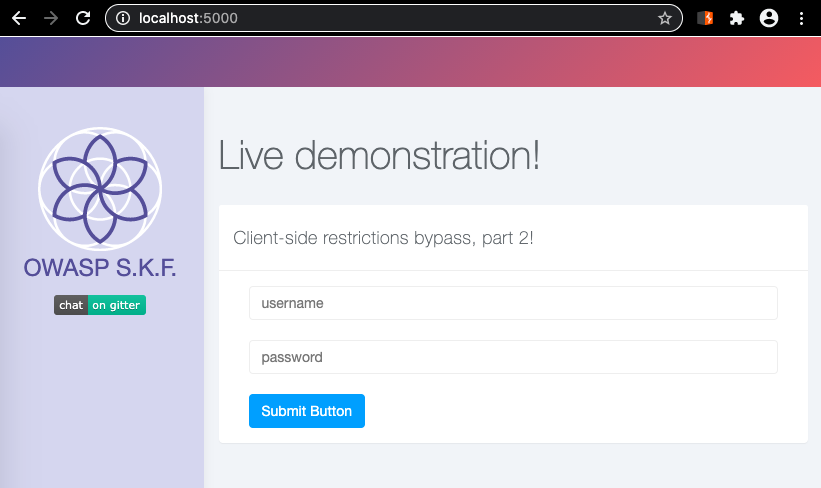 localhost:5000
Live demonstration!
OWASP S.K.F.
chat on gitter
Client-side restrictions bypass, part 2!
username
password
Submit Button